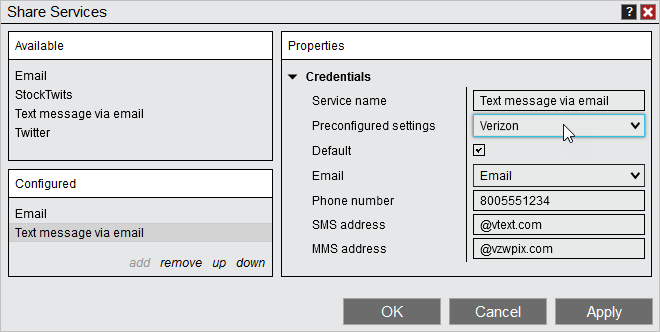 Share Services
?
Available
Email
StockTwits
Text message via email
Twitter
Configured
Email
Text message via email
add remove up down
Properties
Credentials
Service name Text message via email
Preconfigured settings Verizon
Default
Email Email
Phone number 8005551234
SMS address @vtext.com
MMS address @vzwpix.com
OK Cancel Apply